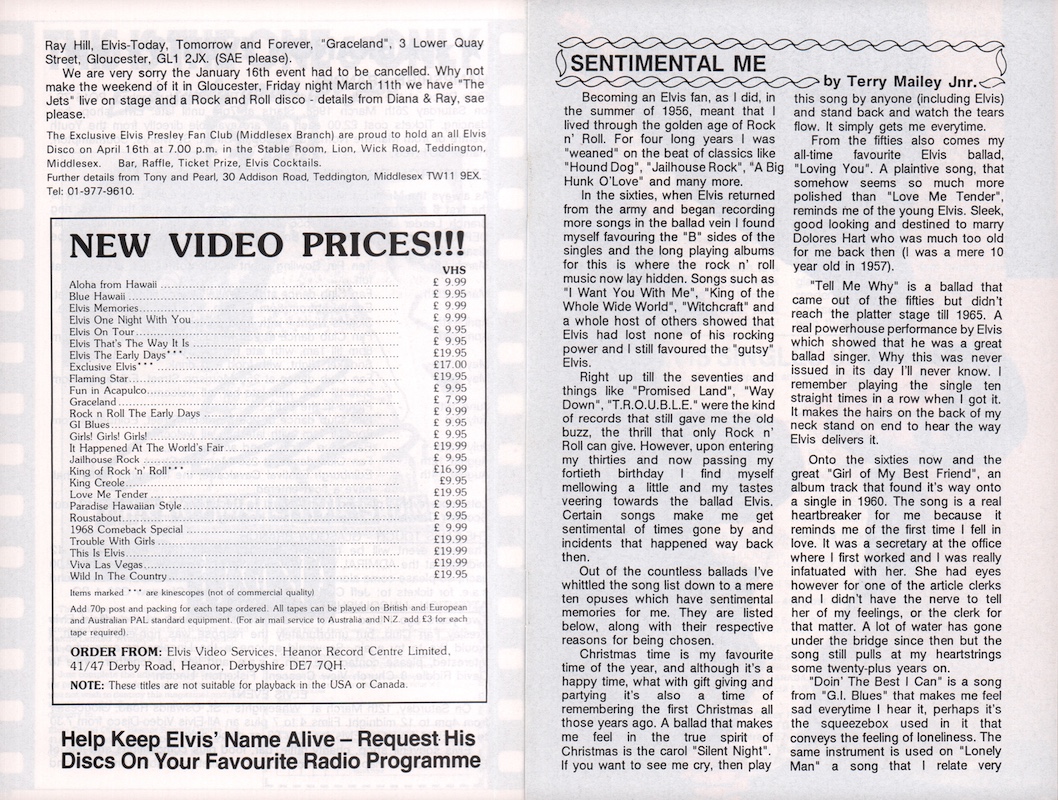 Ray Hill, Elvis-Today, Tomorrow and Forever, "Graceland", 3 Lower Quay
Street, Gloucester, GL1 2JX. (SAE please).
We are very sorry the January 16th event had to be cancelled. Why not
make the weekend of it in Gloucester, Friday night March 11th we have "The
Jets" live on stage and a Rock and Roll disco - details from Diana & Ray, sae
please.
The Exclusive Elvis Presley Fan Club (Middlesex Branch) are proud to hold an all Elvis
Disco on April 16th at 7.00 p.m. in the Stable Room, Lion, Wick Road, Teddington,
Middlesex. Bar, Raffle, Ticket Prize, Elvis Cocktails.
Further details from Tony and Pearl, 30 Addison Road, Teddington, Middlesex TW11 9EX.
Tel: 01-977-9610.
NEW VIDEO PRICES!!!
VHS
Aloha from Hawaii £ 9.99
Blue Hawaii £ 9.95
Elvis Memories £ 9.99
Elvis One Night With You £ 9.99
Elvis On Tour £ 9.95
Elvis That's The Way It Is £ 9.95
Elvis The Early Days*** £19.95
Exclusive Elvis*** £17.00
Flaming Star £19.95
Fun in Acapulco £ 9.95
Graceland £ 7.99
Rock n Roll The Early Days £ 9.99
GI Blues £ 9.95
Girls! Girls! Girls! £ 9.95
It Happened At The World's Fair £19.99
Jailhouse Rock £ 9.95
King of Rock 'n' Roll*** £16.99
King Creole £9.95
Love Me Tender £19.95
Paradise Hawaiian Style £ 9.95
Roustabout £ 9.95
1968 Comeback Special £ 9.99
Trouble With Girls £19.99
This Is Elvis £19.99
Viva Las Vegas £19.99
Wild In The Country £19.95
Items marked *** are kinescopes (not of commercial quality)
Add 70p post and packing for each tape ordered. All tapes can be played on British and European
and Australian PAL standard equipment. (For air mail service to Australia and N.Z. add £3 for each
tape required).
ORDER FROM: Elvis Video Services, Heanor Record Centre Limited,
41/47 Derby Road, Heanor, Derbyshire DE7 7QH.
NOTE: These titles are not suitable for playback in the USA or Canada.
Help Keep Elvis' Name Alive – Request His
Discs On Your Favourite Radio Programme
SENTIMENTAL ME
by Terry Mailey Jnr.
Becoming an Elvis fan, as I did, in
the summer of 1956, meant that I
lived through the golden age of Rock
n' Roll. For four long years I was
"weaned" on the beat of classics like
"Hound Dog", "Jailhouse Rock", "A Big
Hunk O'Love" and many more.
In the sixties, when Elvis returned
from the army and began recording
more songs in the ballad vein I found
myself favouring the "B" sides of the
singles and the long playing albums
for this is where the rock n' roll
music now lay hidden. Songs such as
"I Want You With Me", "King of the
Whole Wide World", "Witchcraft" and
a whole host of others showed that
Elvis had lost none of his rocking
power and I still favoured the "gutsy"
Elvis.
Right up till the seventies and
things like "Promised Land", "Way
Down", "T.R.O.U.B.L.E." were the kind
of records that still gave me the old
buzz, the thrill that only Rock n'
Roll can give. However, upon entering
my thirties and now passing my
fortieth birthday I find myself
mellowing a little and my tastes
veering towards the ballad Elvis.
Certain songs make me get
sentimental of times gone by and
incidents that happened way back
then.
Out of the countless ballads I've
whittled the song list down to a mere
ten opuses which have sentimental
memories for me. They are listed
below, along with their respective
reasons for being chosen.
Christmas time is my favourite
time of the year, and although it's a
happy time, what with gift giving and
partying it's also a time of
remembering the first Christmas all
those years ago. A ballad that makes
me feel in the true spirit of
Christmas is the carol "Silent Night".
If you want to see me cry, then play
this song by anyone (including Elvis)
and stand back and watch the tears
flow. It simply gets me everytime.
From the fifties also comes my
all-time favourite Elvis ballad,
"Loving You". A plaintive song, that
somehow seems so much more
polished than "Love Me Tender",
reminds me of the young Elvis. Sleek,
good looking and destined to marry
Dolores Hart who was much too old
for me back then (I was a mere 10
year old in 1957).
"Tell Me Why" is a ballad that
came out of the fifties but didn't
reach the platter stage till 1965. A
real powerhouse performance by Elvis
which showed that he was a great
ballad singer. Why this was never
issued in its day I'll never know. I
remember playing the single ten
straight times in a row when I got it.
It makes the hairs on the back of my
neck stand on end to hear the way
Elvis delivers it.
Onto the sixties now and the
great "Girl of My Best Friend", an
album track that found it's way onto
a single in 1960. The song is a real
heartbreaker for me because it
reminds me of the first time I fell in
love. It was a secretary at the office
where I first worked and I was really
infatuated with her. She had eyes
however for one of the article clerks
and I didn't have the nerve to tell
her of my feelings, or the clerk for
that matter. A lot of water has gone
under the bridge since then but the
song still pulls at my heartstrings
some twenty-plus years on.
"Doin' The Best I Can" is a song
from "G.I. Blues" that makes me feel
sad everytime I hear it, perhaps it's
the squeezebox used in it that
conveys the feeling of loneliness. The
same instrument is used on "Lonely
Man" a song that I relate very